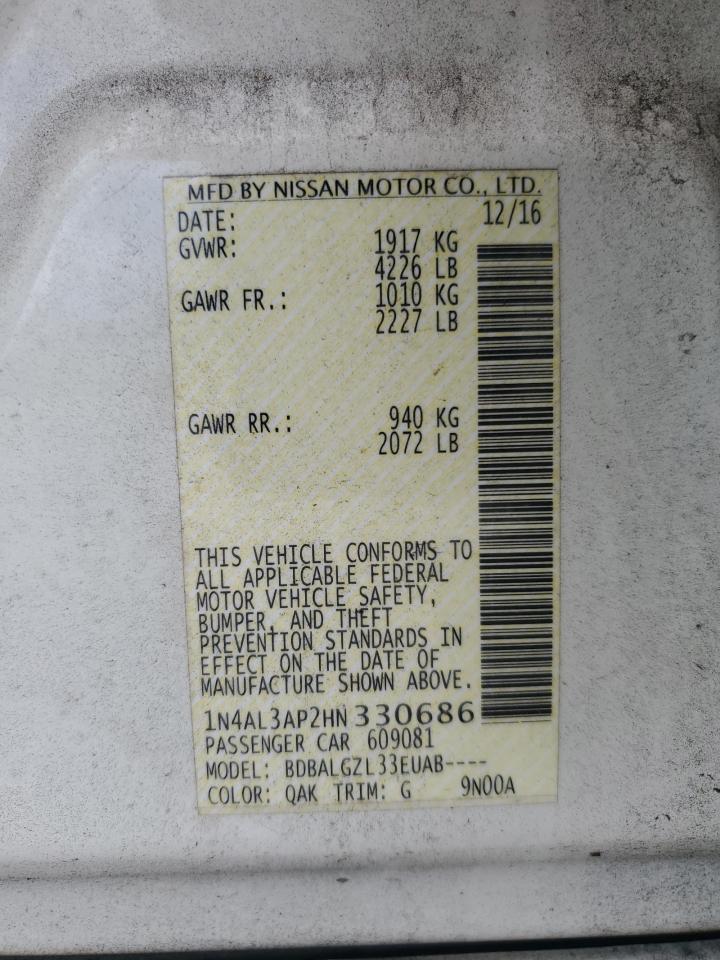 MFD BY NISSAN MOTOR CO., LTD.
DATE: 12/16
GVWR: 1917 KG
4226 LB
GAWR FR.: 1010 KG
2227 LB
GAWR RR.: 940 KG
2072 LB
THIS VEHICLE CONFORMS TO
ALL APPLICABLE FEDERAL
MOTOR VEHICLE SAFETY,
BUMPER, AND THEFT
PREVENTION STANDARDS IN
EFFECT ON THE DATE OF
MANUFACTURE SHOWN ABOVE.
1N4AL3AP2HN 330686
PASSENGER CAR 609081
MODEL: BDBALGZL33EUAB----
COLOR: QAK TRIM: G 9N00A